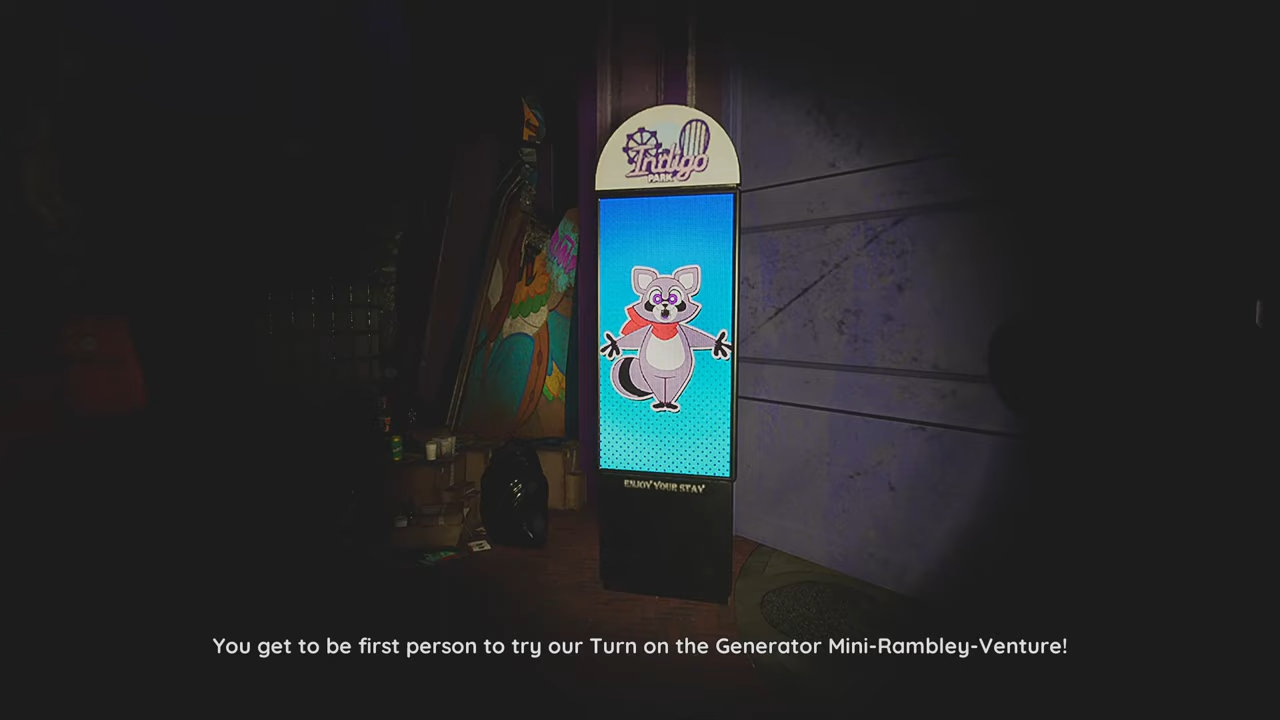 Indigo
PARK
ENJOY YOUR STAY
You get to be first person to try our Turn on the Generator Mini-Rambley-Venture!